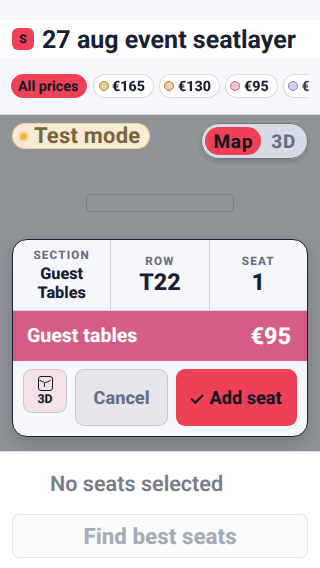 S 27 aug event seatlayer
All prices €165 €130 €95 €
Test mode Map 3D
SECTION ROW SEAT
Guest Tables T22 1
Guest tables €95
3D Cancel Add seat
No seats selected
Find best seats